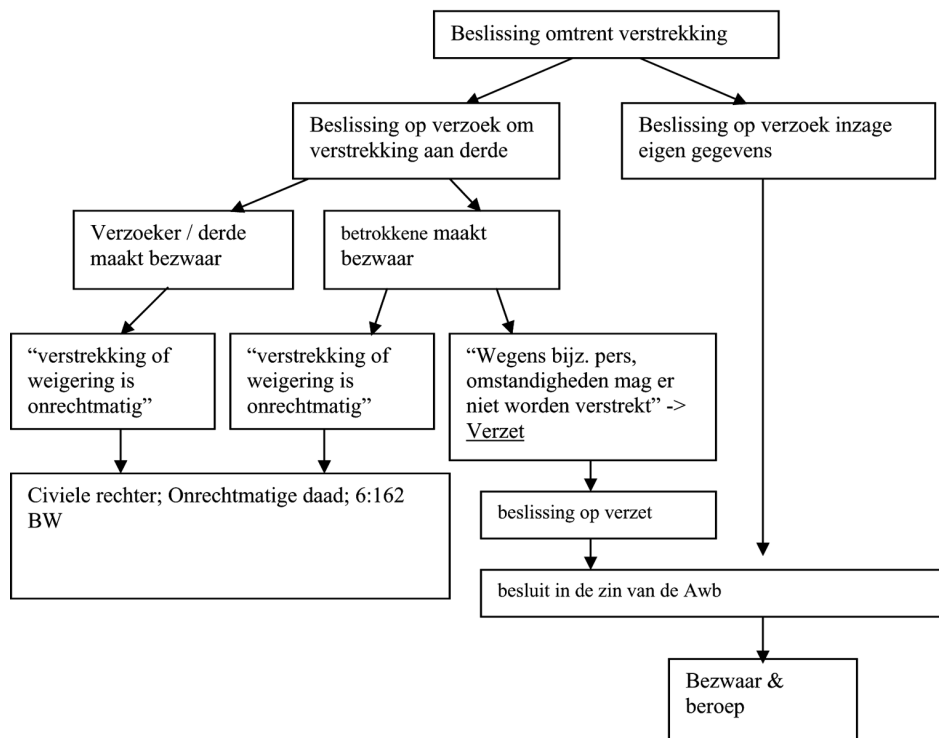 Beslissing omtrent verstrekking
Beslissing op verzoek om
verstrekking aan derde
Beslissing op verzoek inzage
eigen gegevens
Verzoeker / derde
maakt bezwaar
betrokkene maakt
bezwaar
“verstrekking of
weigering is
onrechtmatig”
“verstrekking of
weigering is
onrechtmatig”
“Wegens bijz. pers,
omstandigheden mag er
niet worden verstrekt” ->
Verzet
Civiele rechter; Onrechtmatige daad; 6:162
BW
beslissing op verzet
besluit in de zin van de Awb
Bezwaar &
beroep